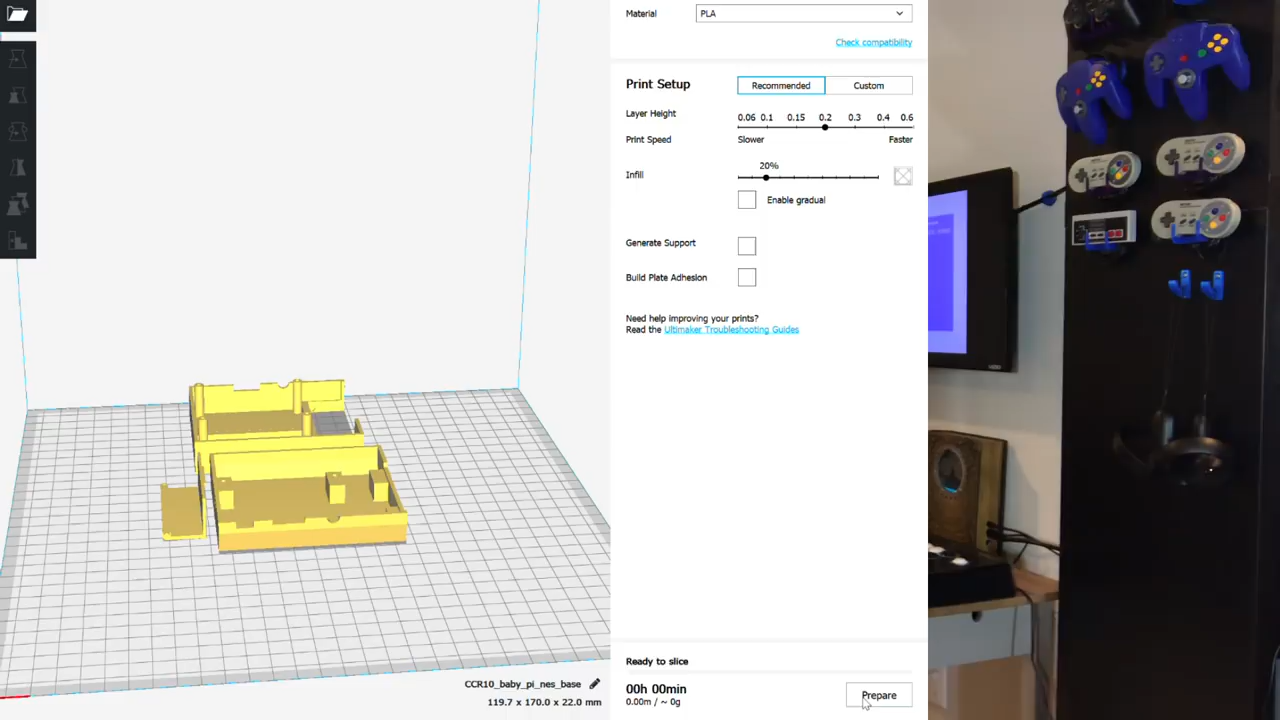 Material
PLA
Check compatibility
Print Setup
Recommended
Custom
Layer Height
0.06 0.1 0.15 0.2 0.3 0.4 0.6
Print Speed
Slower
Faster
20%
Infill
Enable gradual
Generate Support
Build Plate Adhesion
Need help improving your prints?
Read the Ultimaker Troubleshooting Guides
Ready to slice
CCR10_baby_pi_nes_base
119.7 x 170.0 x 22.0 mm
00h 00min
0.00m / ~ 0g
Prepare